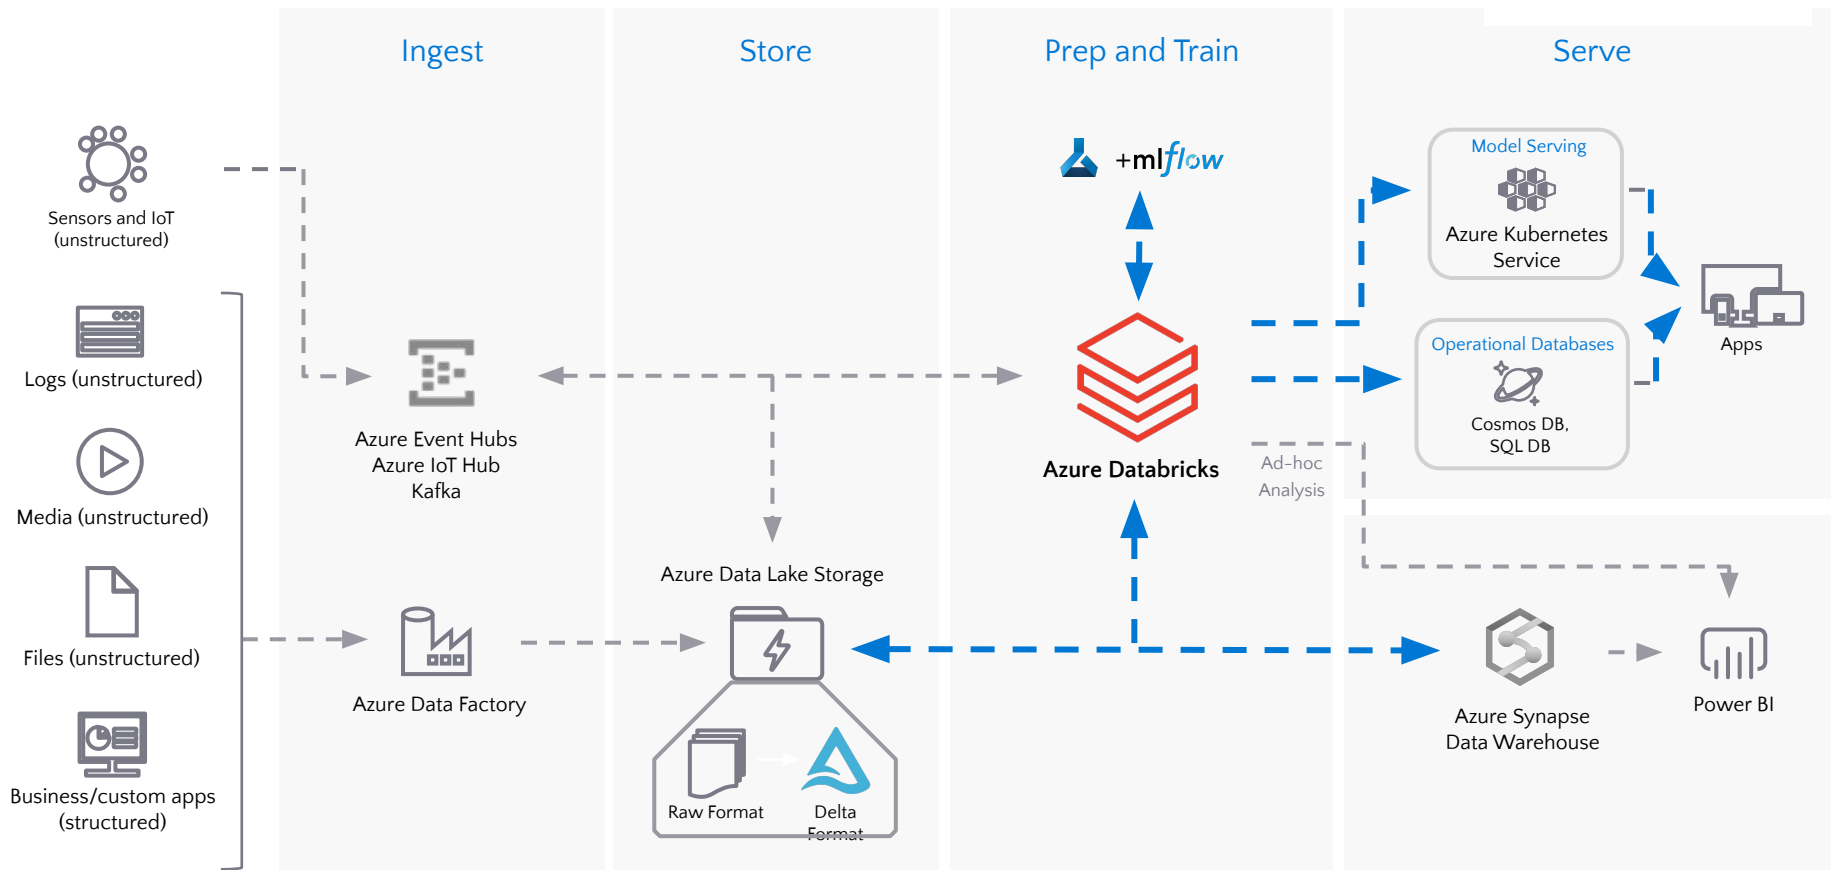 Ingest
Store
Prep and Train
Serve
Sensors and IoT
(unstructured)
Logs (unstructured)
Media (unstructured)
Files (unstructured)
Business/custom apps
(structured)
Azure Event Hubs
Azure IoT Hub
Kafka
Azure Data Factory
Azure Data Lake Storage
Raw Format
Delta
Format
+mlflow
Azure Databricks
Ad-hoc
Analysis
Model Serving
Azure Kubernetes
Service
Operational Databases
Cosmos DB,
SQL DB
Apps
Azure Synapse
Data Warehouse
Power BI